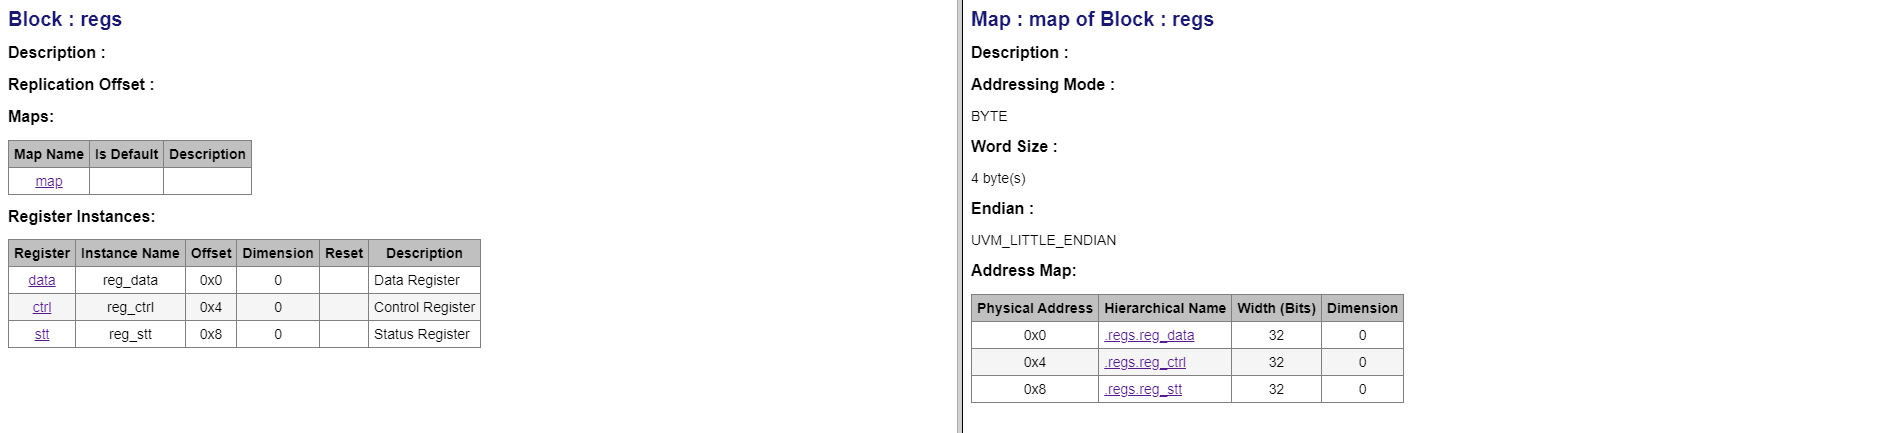 Block : regs
Description :
Replication Offset :
Maps:
Map Name Is Default Description
map
Register Instances:
Register Instance Name Offset Dimension Reset Description
data reg_data 0x0 0 Data Register
ctrl reg_ctrl 0x4 0 Control Register
stt reg_stt 0x8 0 Status Register
Map : map of Block : regs
Description :
Addressing Mode :
BYTE
Word Size :
4 byte(s)
Endian :
UVM_LITTLE_ENDIAN
Address Map:
Physical Address Hierarchical Name Width (Bits) Dimension
0x0 .regs.reg_data 32 0
0x4 .regs.reg_ctrl 32 0
0x8 .regs.reg_stt 32 0